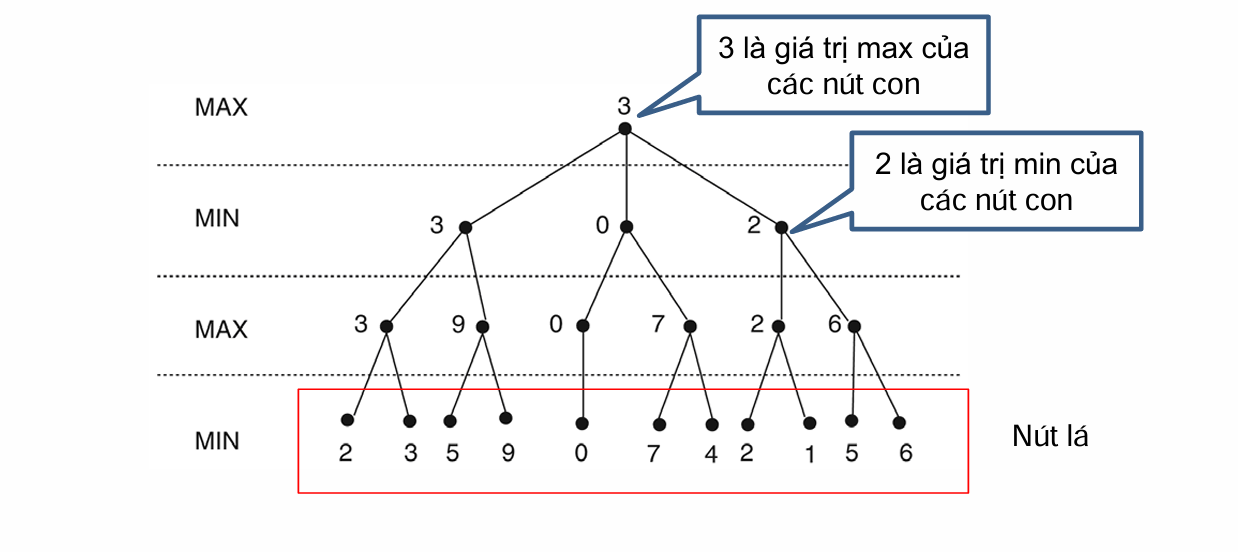 3 là giá trị max của
các nút con
MAX
3
2 là giá trị min của
các nút con
MIN
3 0 2
MAX
3 9 0 7 2 6
MIN
2 3 5 9 0 7 4 2 1 5 6
Nút lá